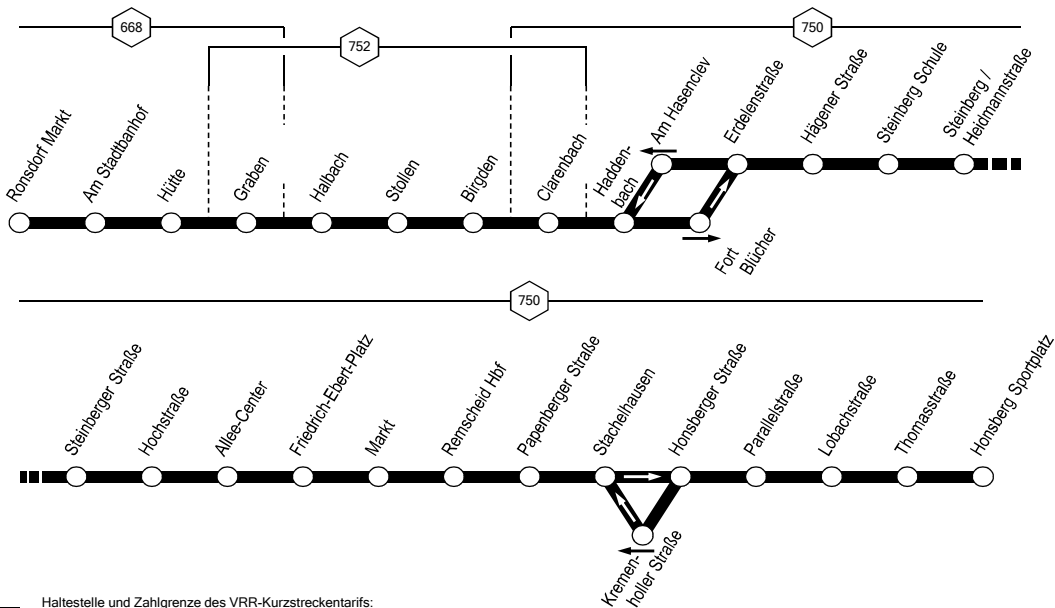 668
752
750
Ronsdorf Markt
Am Stadtbahnhof
Hütte
Graben
Halbach
Stollen
Birgden
Clarenbach
Hadden-
bach
Am Hasenclev
Fort
Blücher
Erdelenstraße
Hägener Straße
Steinberg Schule
Steinberg /
Heidmannstraße
750
Steinberger Straße
Hochstraße
Allee-Center
Friedrich-Ebert-Platz
Markt
Remscheid Hbf
Papenberger Straße
Stachelhausen
Kremen-
holler Straße
Honsberger Straße
Parallelstraße
Lobachstraße
Thomasstraße
Honsberg Sportplatz
Haltestelle und Zahlgrenze des VRR-Kurzstreckentarifs: